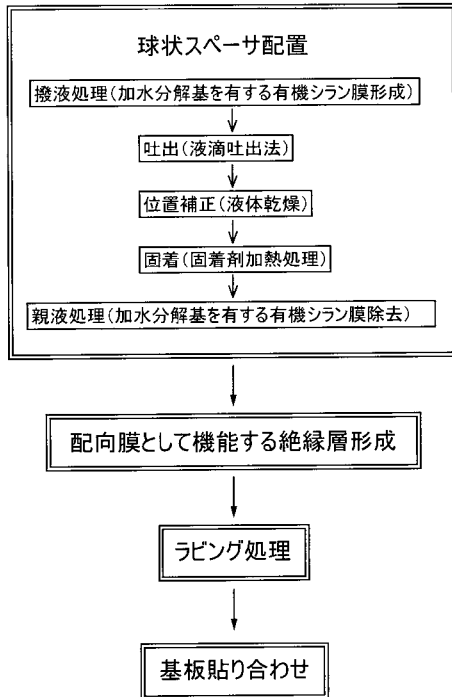 球状スペーサ配置
撥液処理(加水分解基を有する有機シラン膜形成)
吐出(液滴吐出法)
位置補正(液体乾燥)
固着(固着剤加熱処理)
親液処理(加水分解基を有する有機シラン膜除去)
配向膜として機能する絶縁層形成
ラビング処理
基板貼り合わせ